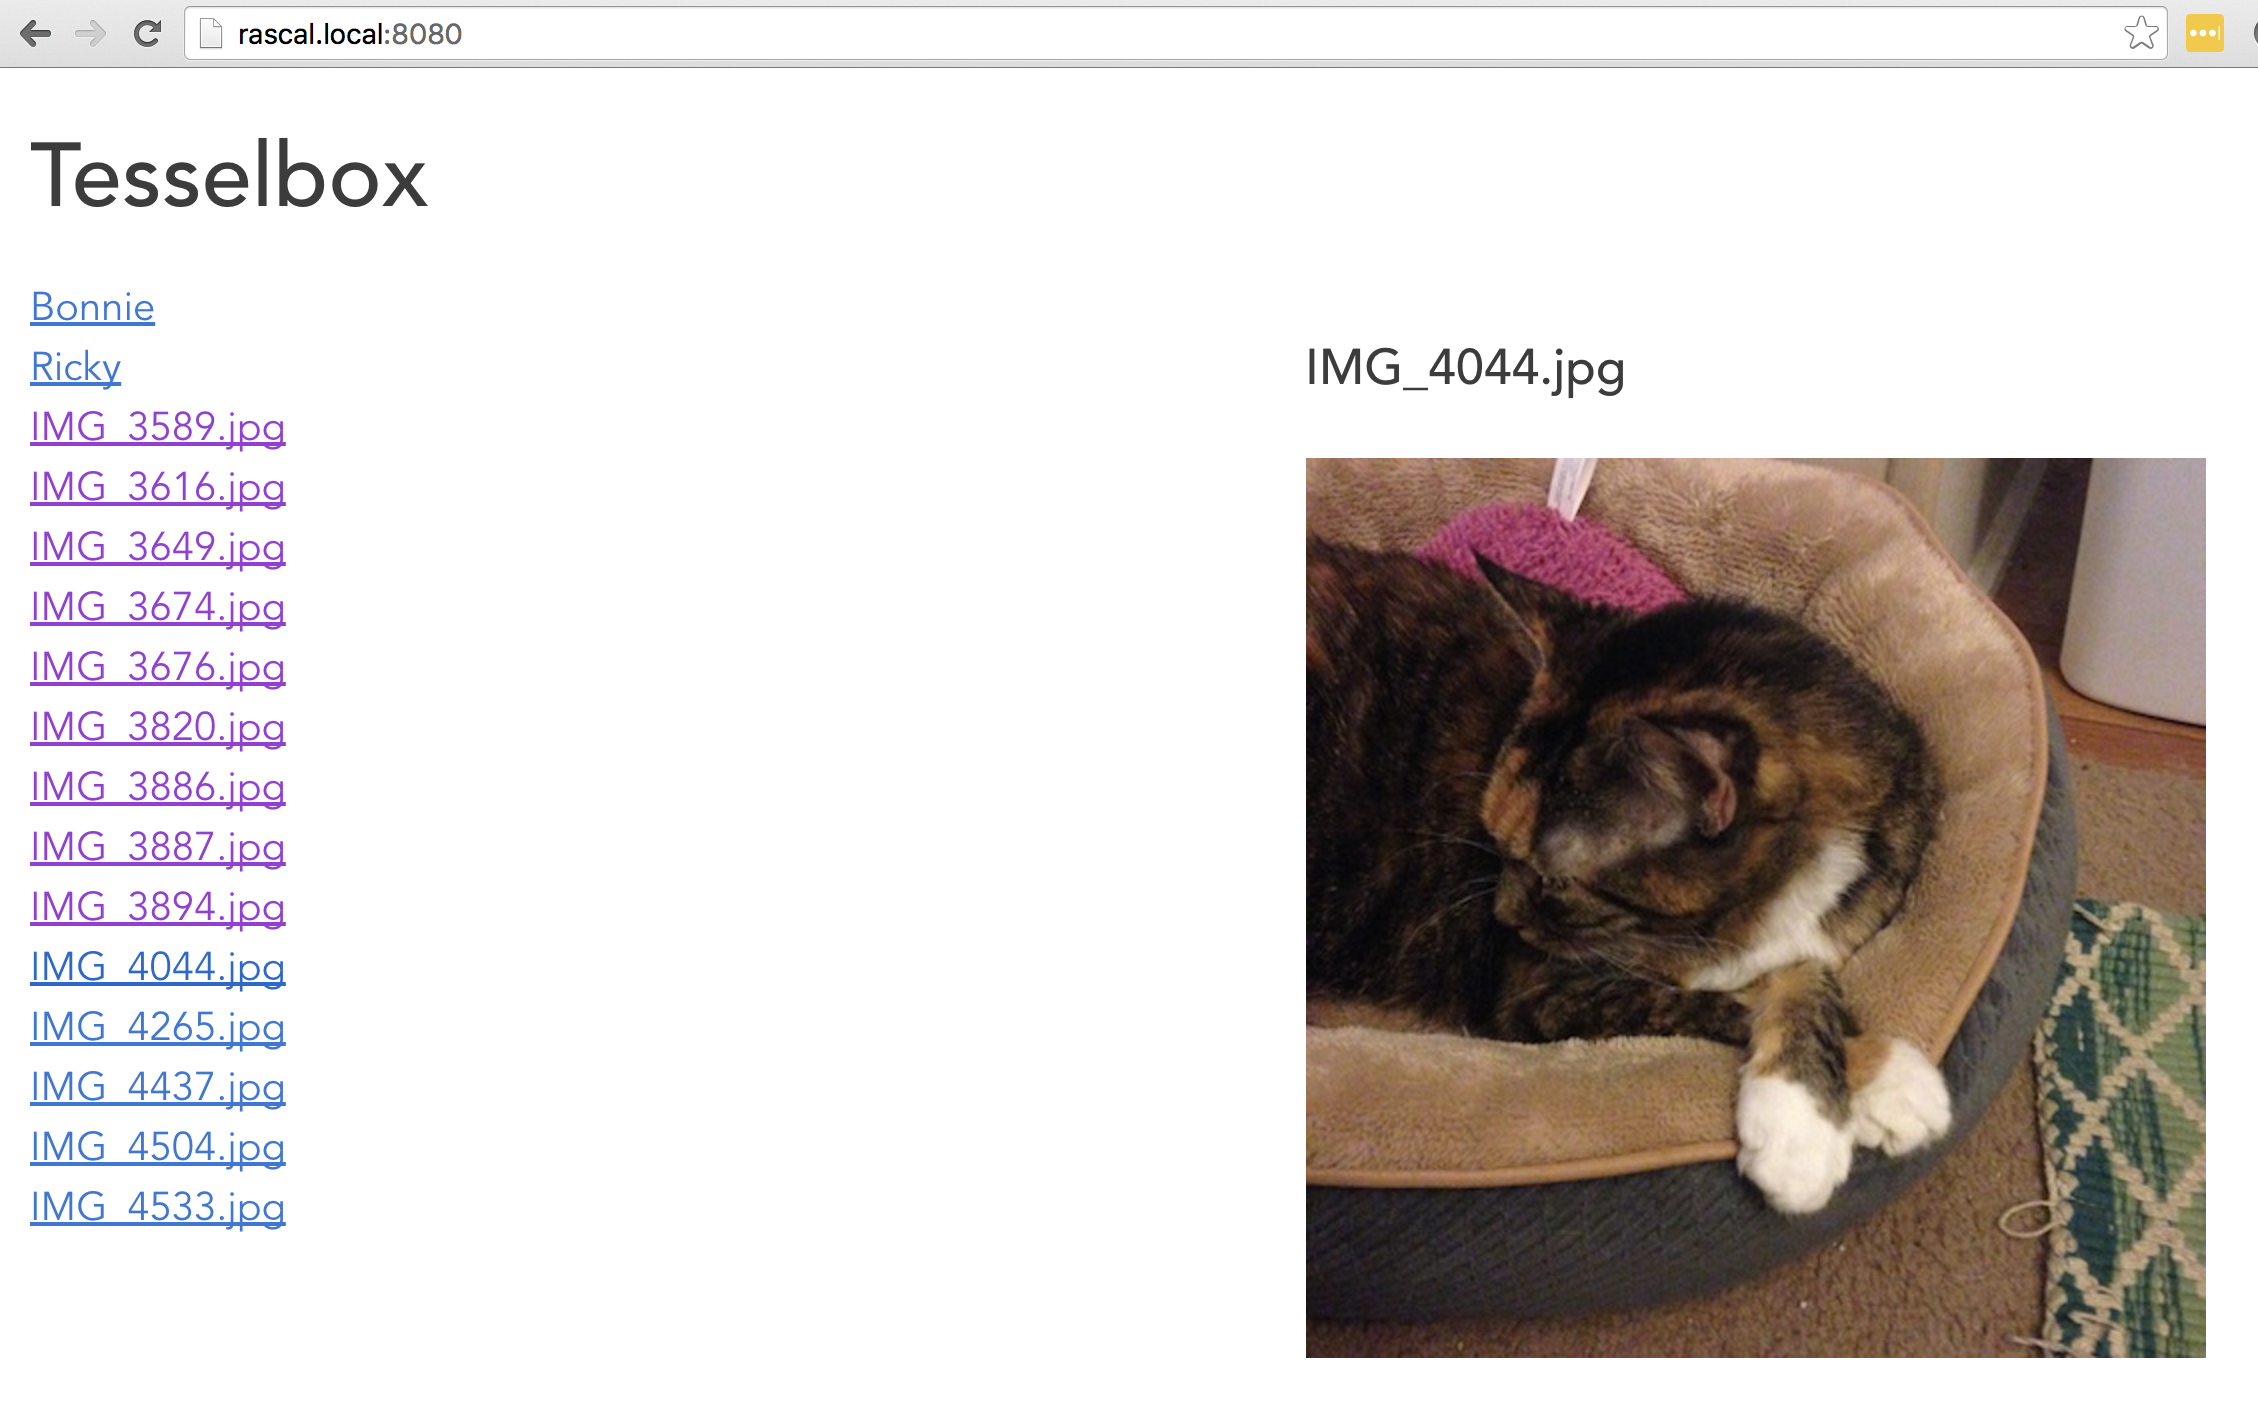 rascal.local:8080
Tesselbox
Bonnie
Ricky
IMG_3589.jpg
IMG_3616.jpg
IMG_3649.jpg
IMG_3674.jpg
IMG_3676.jpg
IMG_3820.jpg
IMG_3886.jpg
IMG_3887.jpg
IMG_3894.jpg
IMG_4044.jpg
IMG_4265.jpg
IMG_4437.jpg
IMG_4504.jpg
IMG_4533.jpg
IMG_4044.jpg